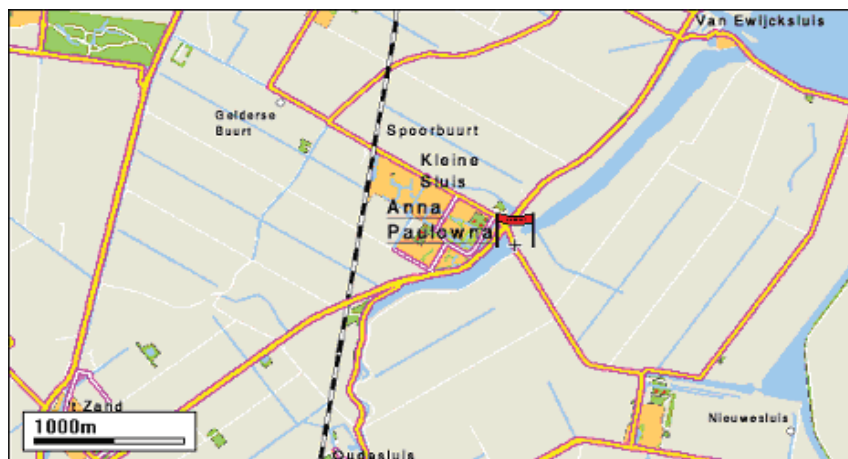 Van Ewijcksluis
Gelderse
Buurt
Spoorbuurt
Kleine
Sluis
Anna
Paulowna
't Zand
Nieuwesluis
1000m
Oudesluis